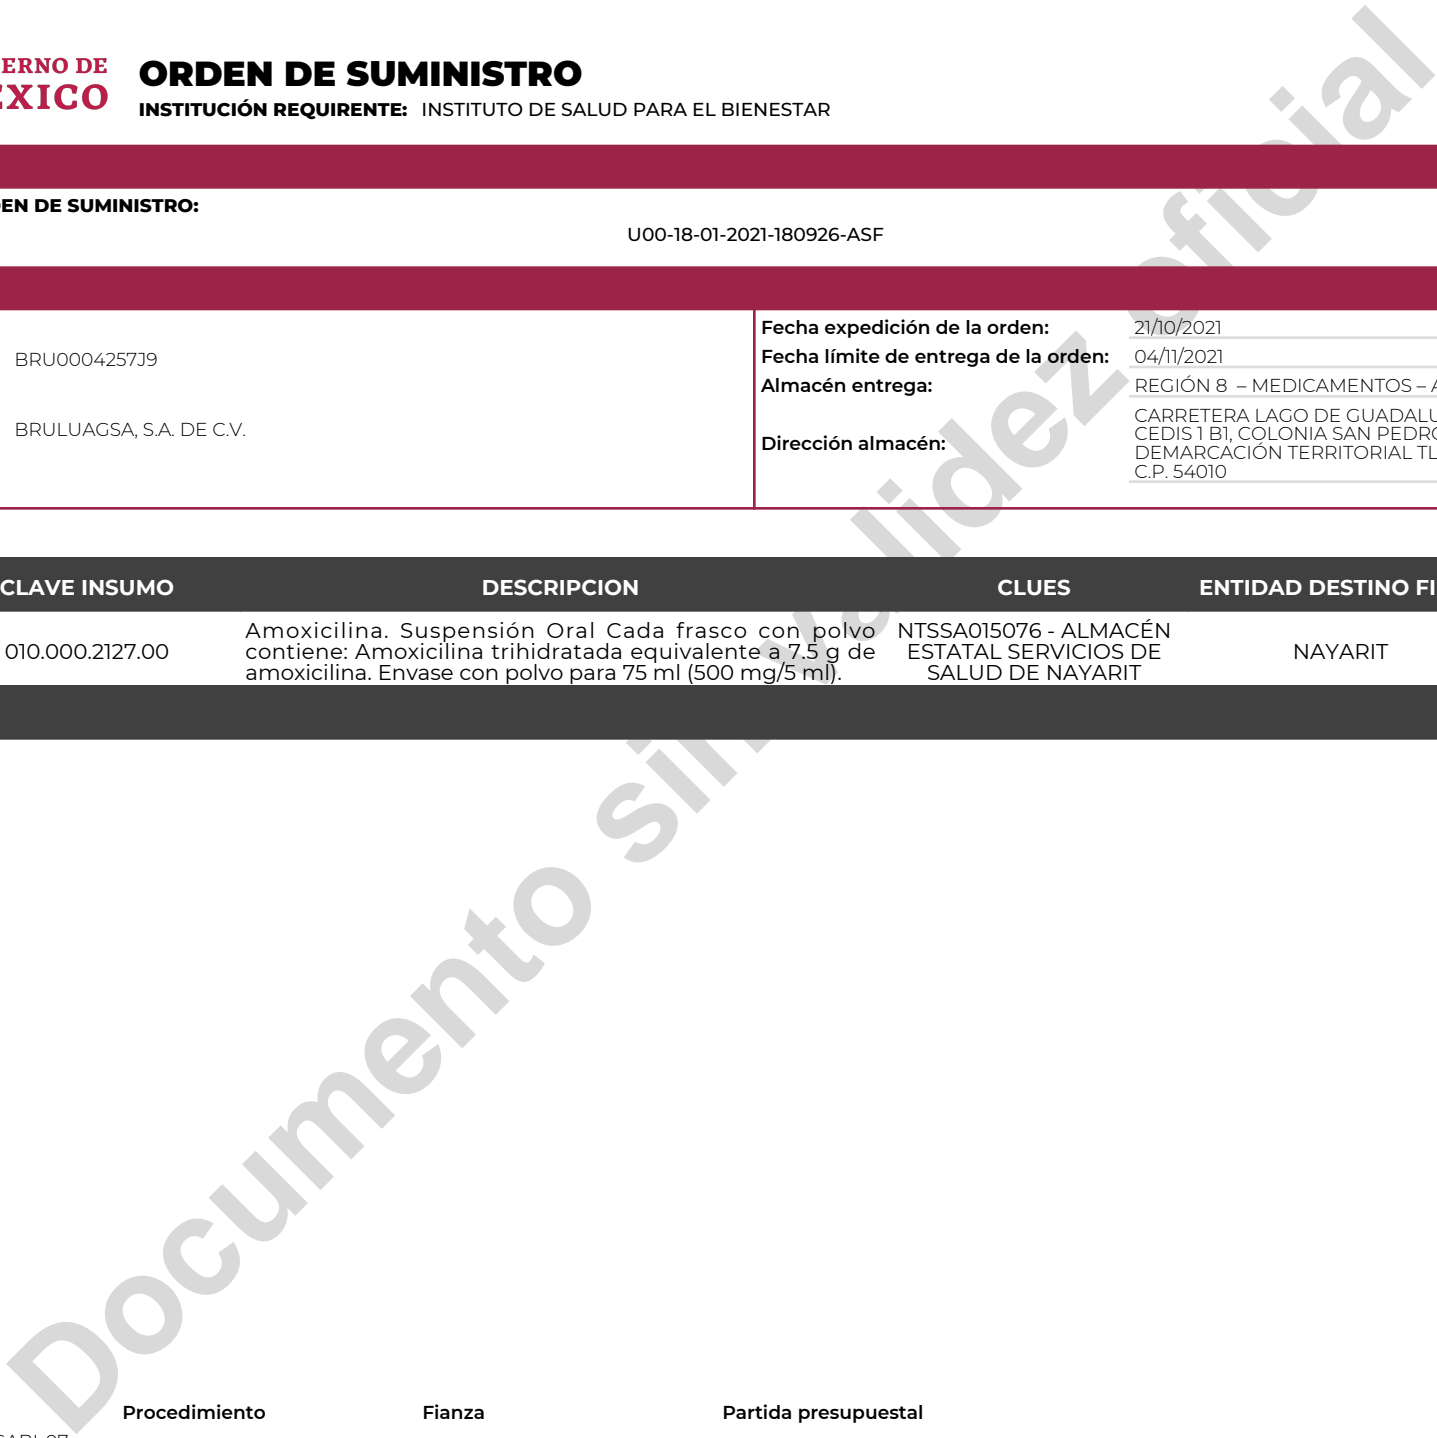 ERNO DE
ORDEN DE SUMINISTRO
INSTITUCIÓN REQUIRENTE: INSTITUTO DE SALUD PARA EL BIENESTAR
EN DE SUMINISTRO:
U00-18-01-2021-180926-ASF
BRU0004257J9
BRULUAGSA, S.A. DE C.V.
Fecha expedición de la orden: 21/10/2021
Fecha límite de entrega de la orden: 04/11/2021
Almacén entrega: REGIÓN 8 – MEDICAMENTOS –
Dirección almacén:
CARRETERA LAGO DE GUADALU
CEDIS 1 B1, COLONIA SAN PEDRO
DEMARCACIÓN TERRITORIAL TL
C.P. 54010
CLAVE INSUMO DESCRIPCION CLUES ENTIDAD DESTINO FI
010.000.2127.00
Amoxicilina. Suspensión Oral Cada frasco con polvo
contiene: Amoxicilina trihidratada equivalente a 7.5 g de
amoxicilina. Envase con polvo para 75 ml (500 mg/5 ml).
NTSSA015076 - ALMACÉN
ESTATAL SERVICIOS DE
SALUD DE NAYARIT
NAYARIT
Documento sin validez oficial
Procedimiento Fianza Partida presupuestal